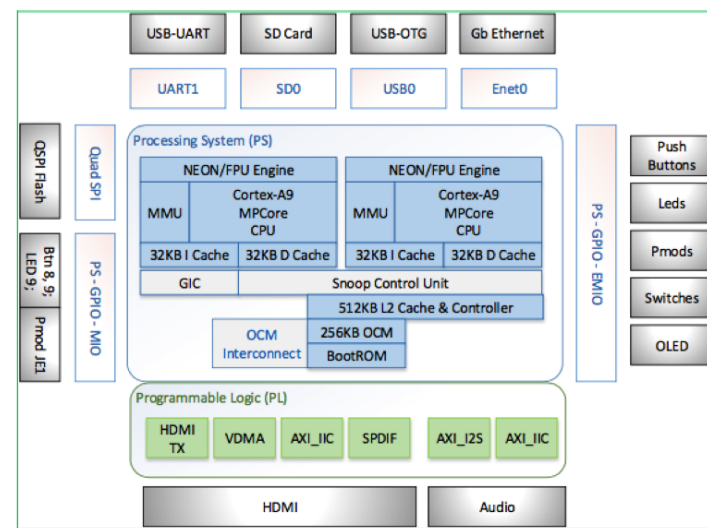 USB-UART
SD Card
USB-OTG
Gb Ethernet
UART1
SD0
USB0
Enet0
QSPI Flash
Quad SPI
Btn 8, 9;
LED 9;
Pmod JE1
PS - GPIO - MIO
Processing System (PS)
NEON/FPU Engine
NEON/FPU Engine
MMU
Cortex-A9
MPCore
CPU
MMU
Cortex-A9
MPCore
CPU
32KB I Cache
32KB D Cache
32KB I Cache
32KB D Cache
GIC
Snoop Control Unit
512KB L2 Cache & Controller
OCM
Interconnect
256KB OCM
BootROM
PS - GPIO - EMIO
Push
Buttons
Leds
Pmods
Switches
OLED
Programmable Logic (PL)
HDMI
TX
VDMA
AXI_IIC
SPDIF
AXI_I2S
AXI_IIC
HDMI
Audio